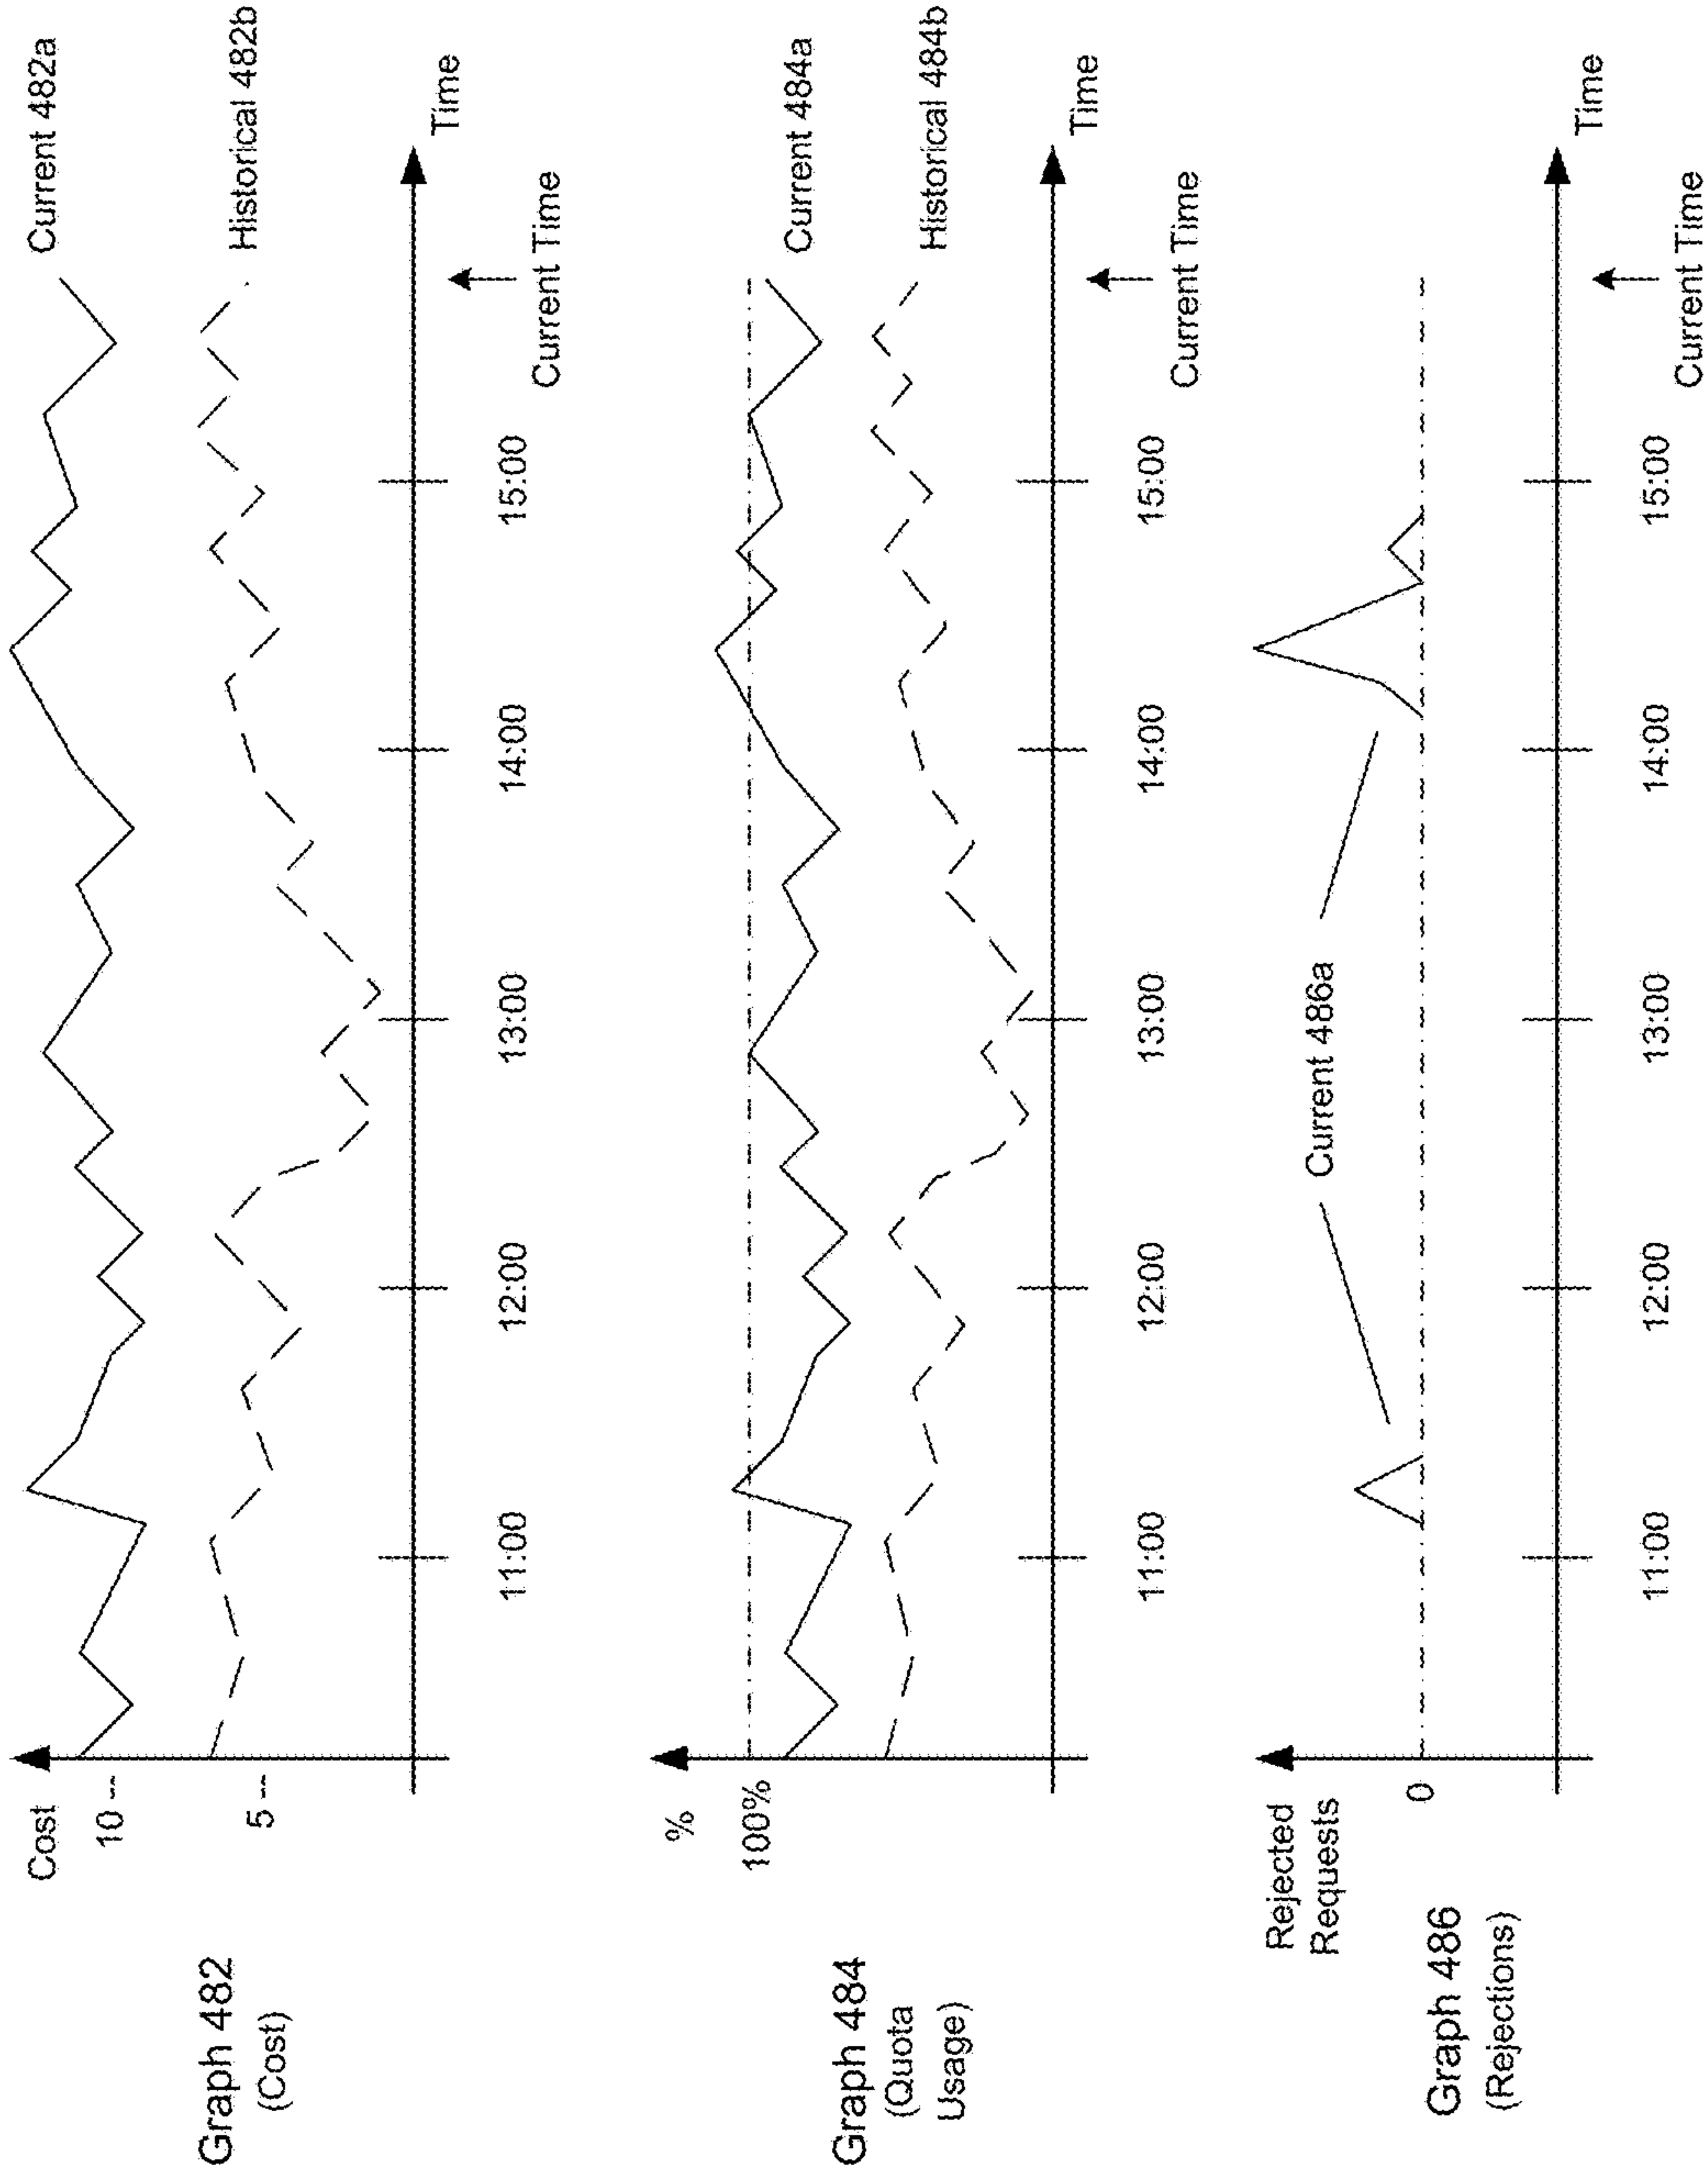 Graph 482
(Cost)
Cost
10
5
Current 482a
Historical 482b
Time
11:00
12:00
13:00
14:00
15:00
Current Time
Graph 484
(Quota
Usage)
%
100%
Current 484a
Historical 484b
Time
11:00
12:00
13:00
14:00
15:00
Current Time
Graph 486
(Rejections)
Rejected
Requests
0
Current 486a
Time
11:00
12:00
13:00
14:00
15:00
Current Time